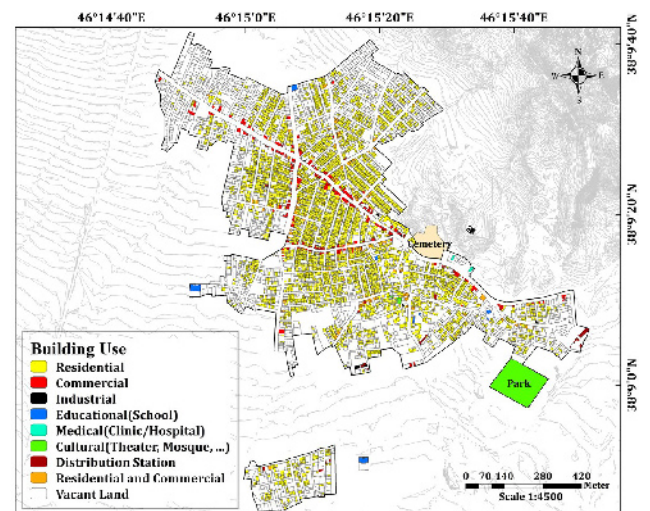 46°14'40"E 46°15'0"E 46°15'20"E 46°15'40"E
N
W E
S
38°9'40"N
38°9'20"N
38°9'0"N
Cemetery
Park
Building Use
Residential
Commercial
Industrial
Educational(School)
Medical(Clinic/Hospital)
Cultural(Theater, Mosque, ...)
Distribution Station
Residential and Commercial
Vacant Land
0 70 140 280 420
Meter
Scale 1:4500